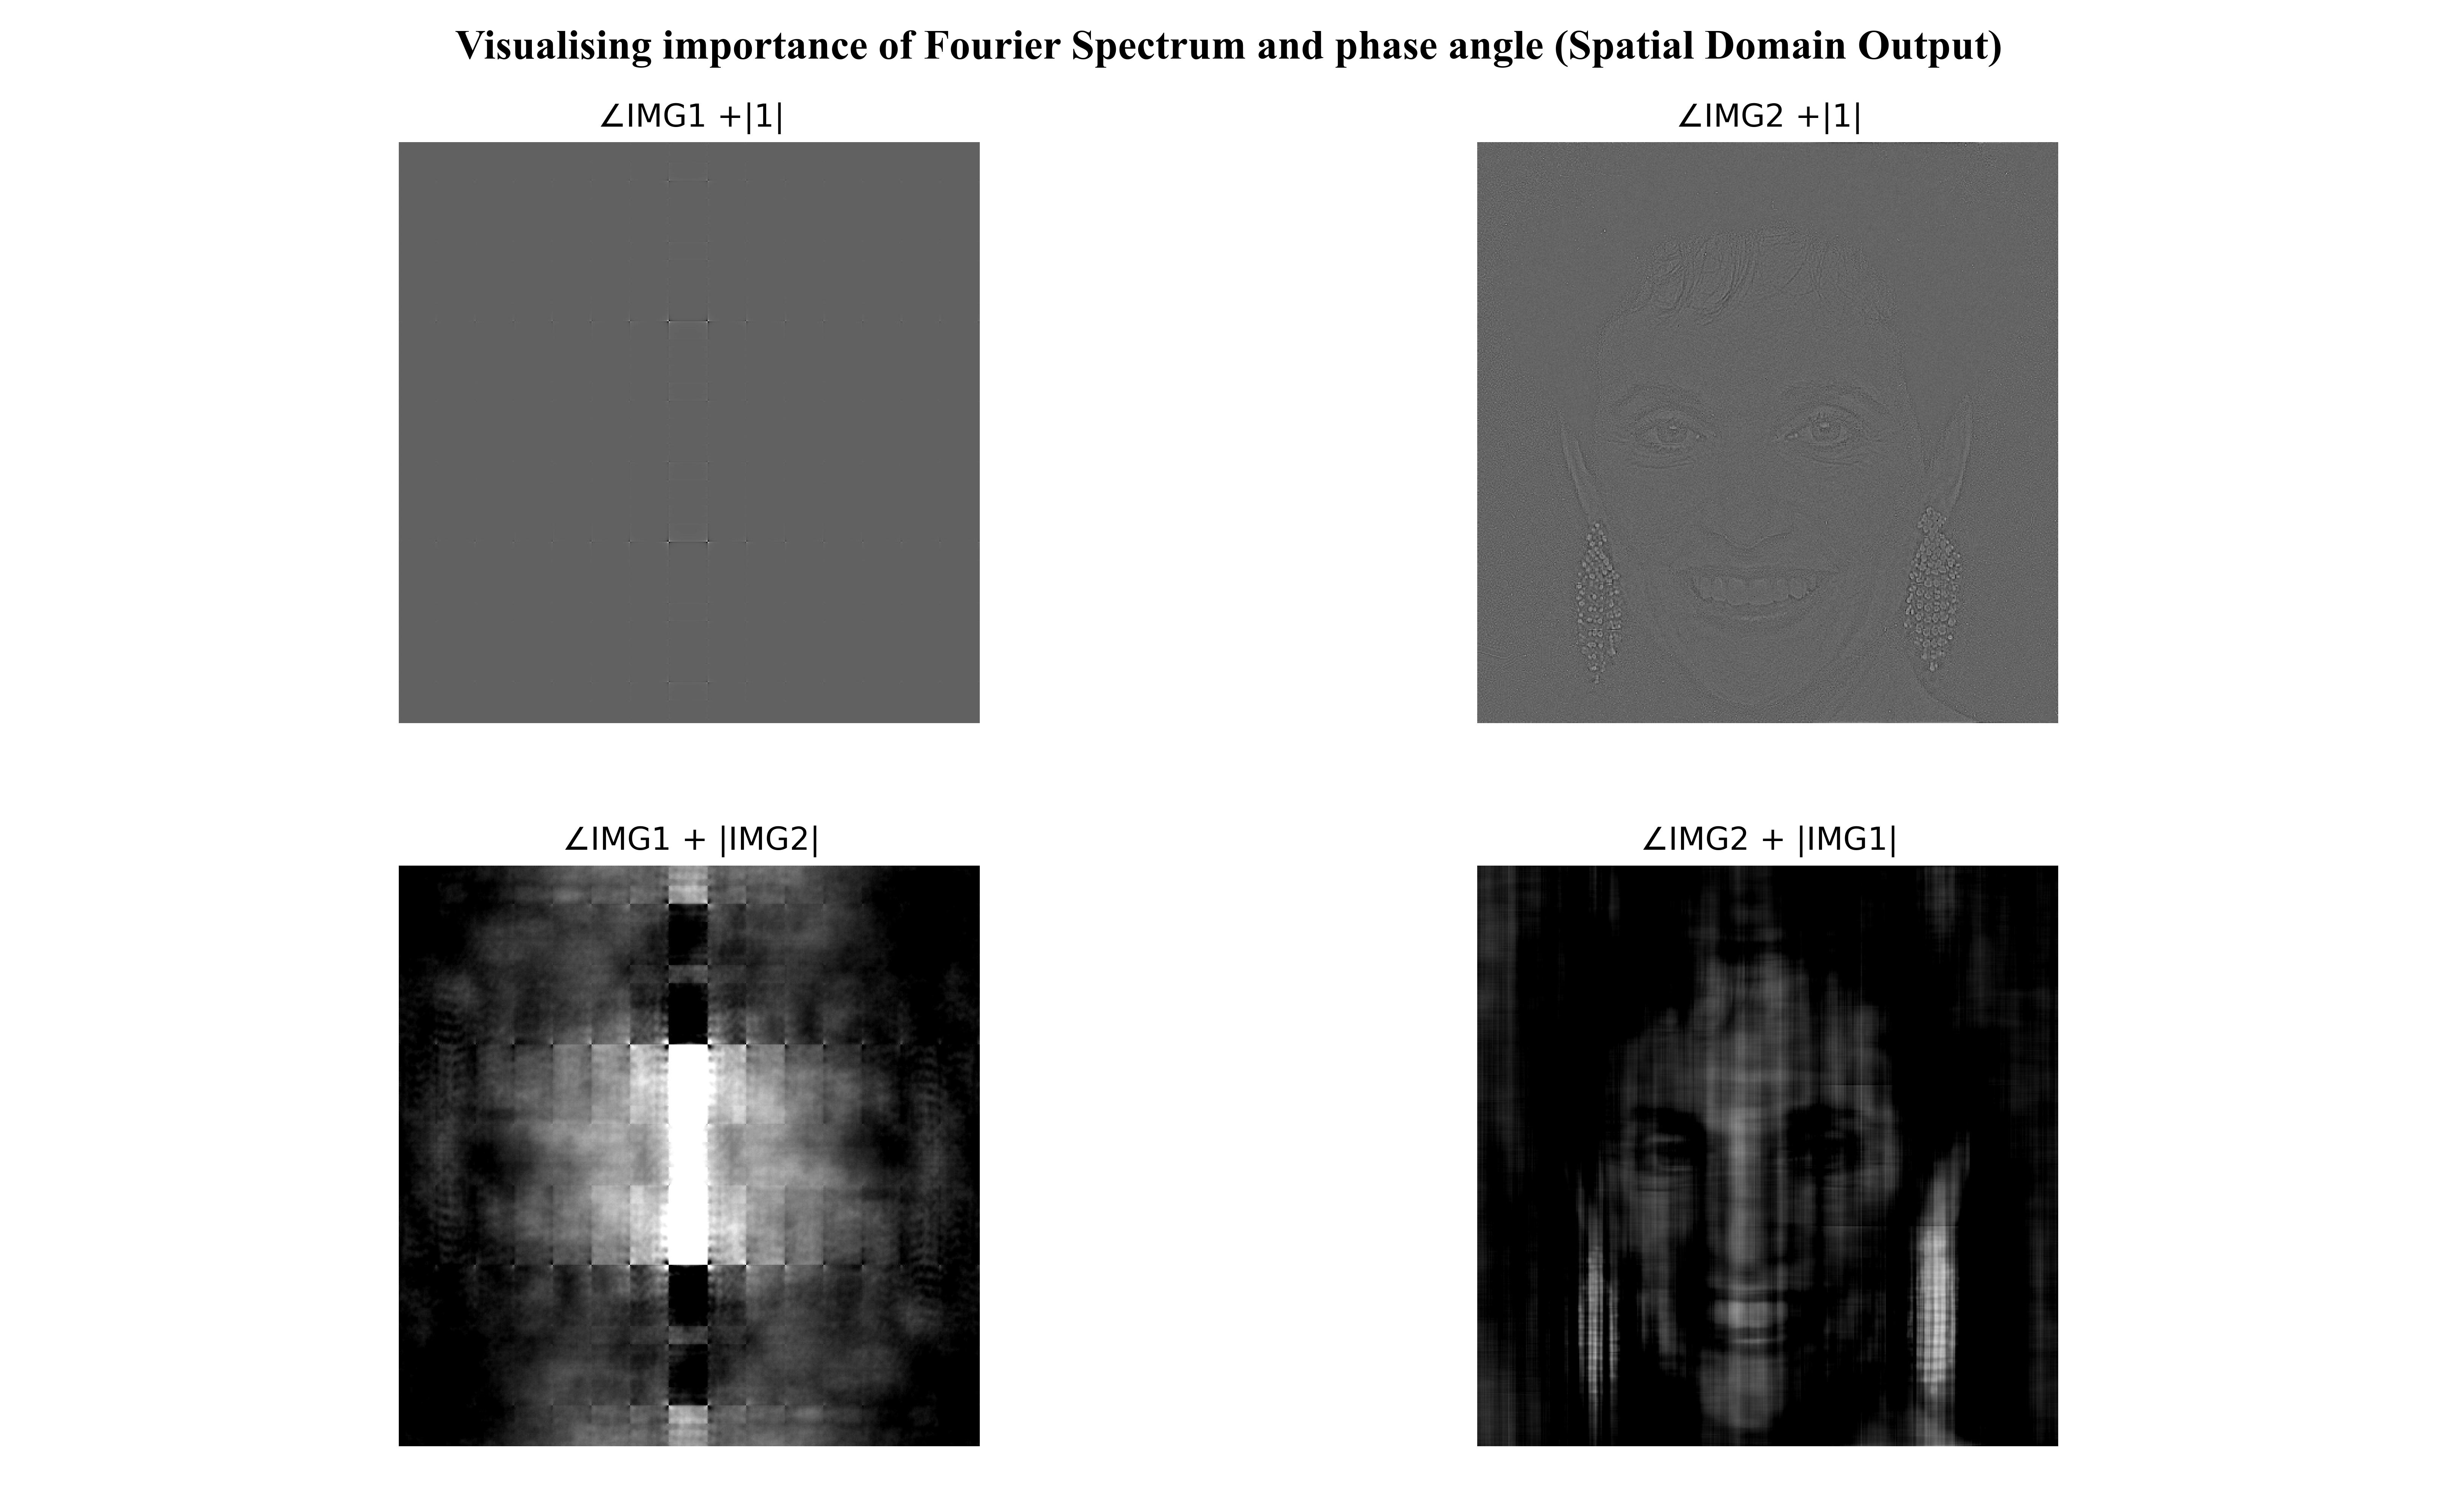 Visualising importance of Fourier Spectrum and phase angle (Spatial Domain Output)
∠IMG1 +|1|
∠IMG2 +|1|
∠IMG1 + |IMG2|
∠IMG2 + |IMG1|